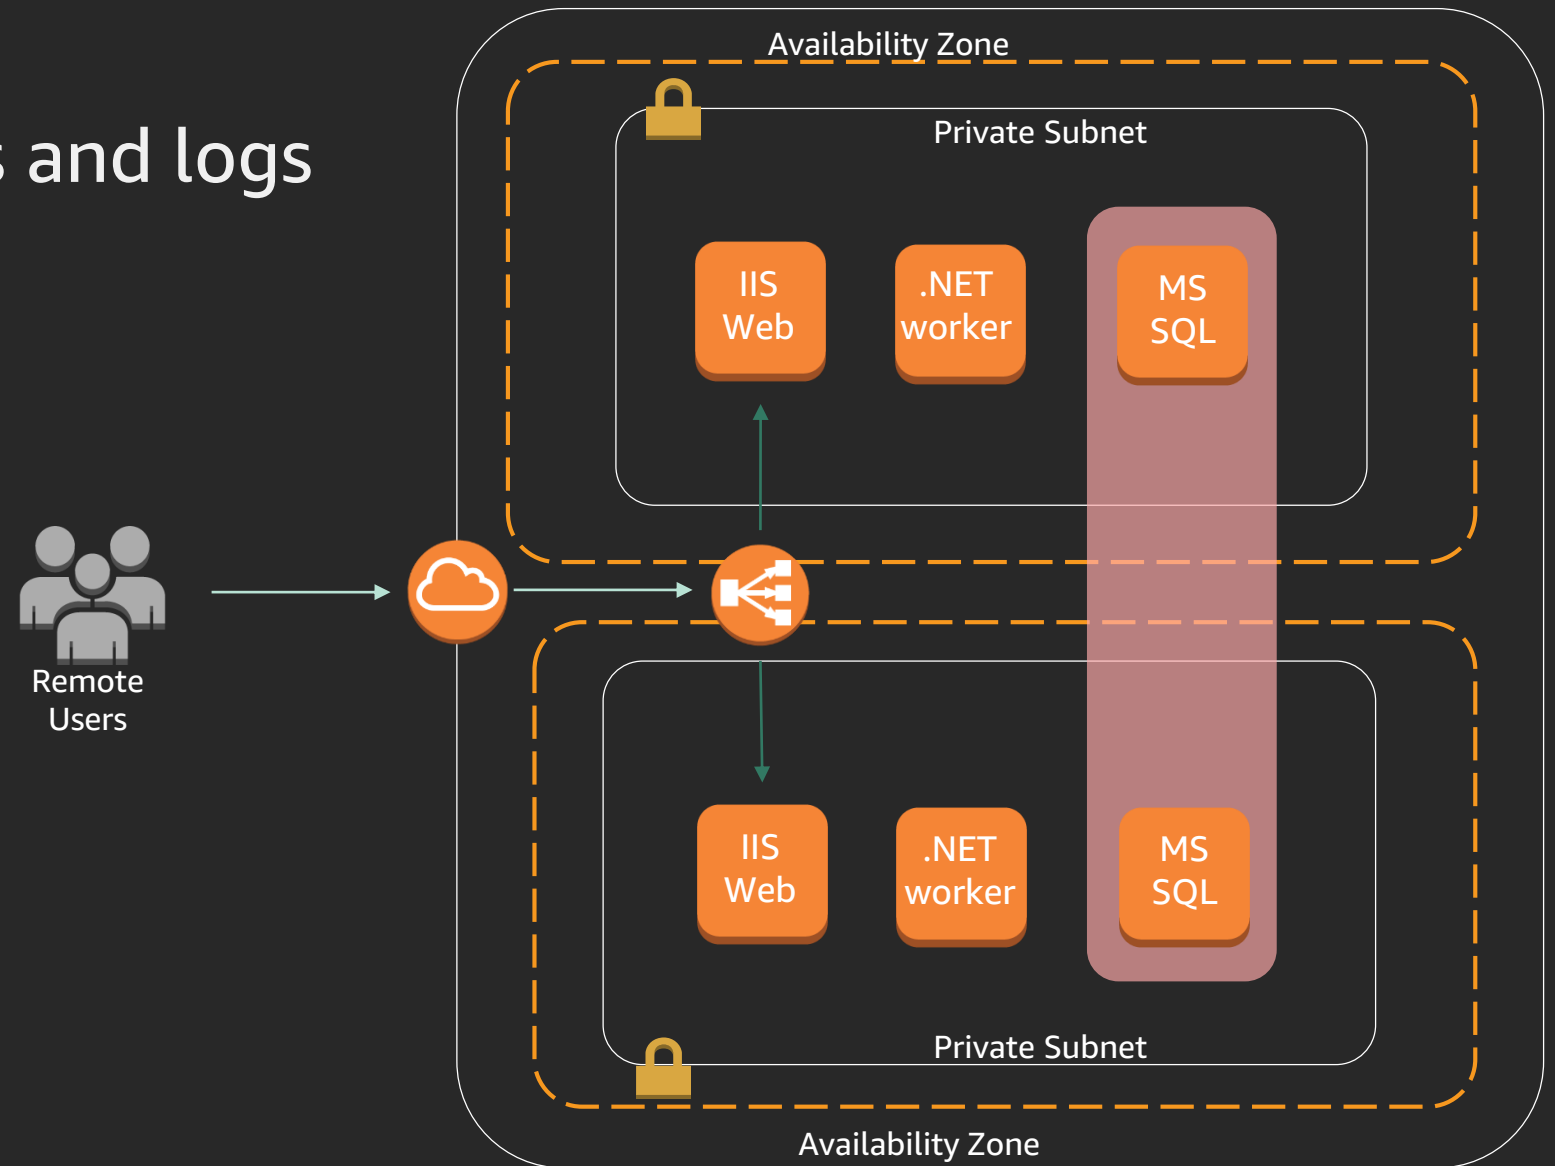 and logs
Availability Zone
Private Subnet
IIS
Web
.NET
worker
MS
SQL
Remote
Users
IIS
Web
.NET
worker
MS
SQL
Private Subnet
Availability Zone